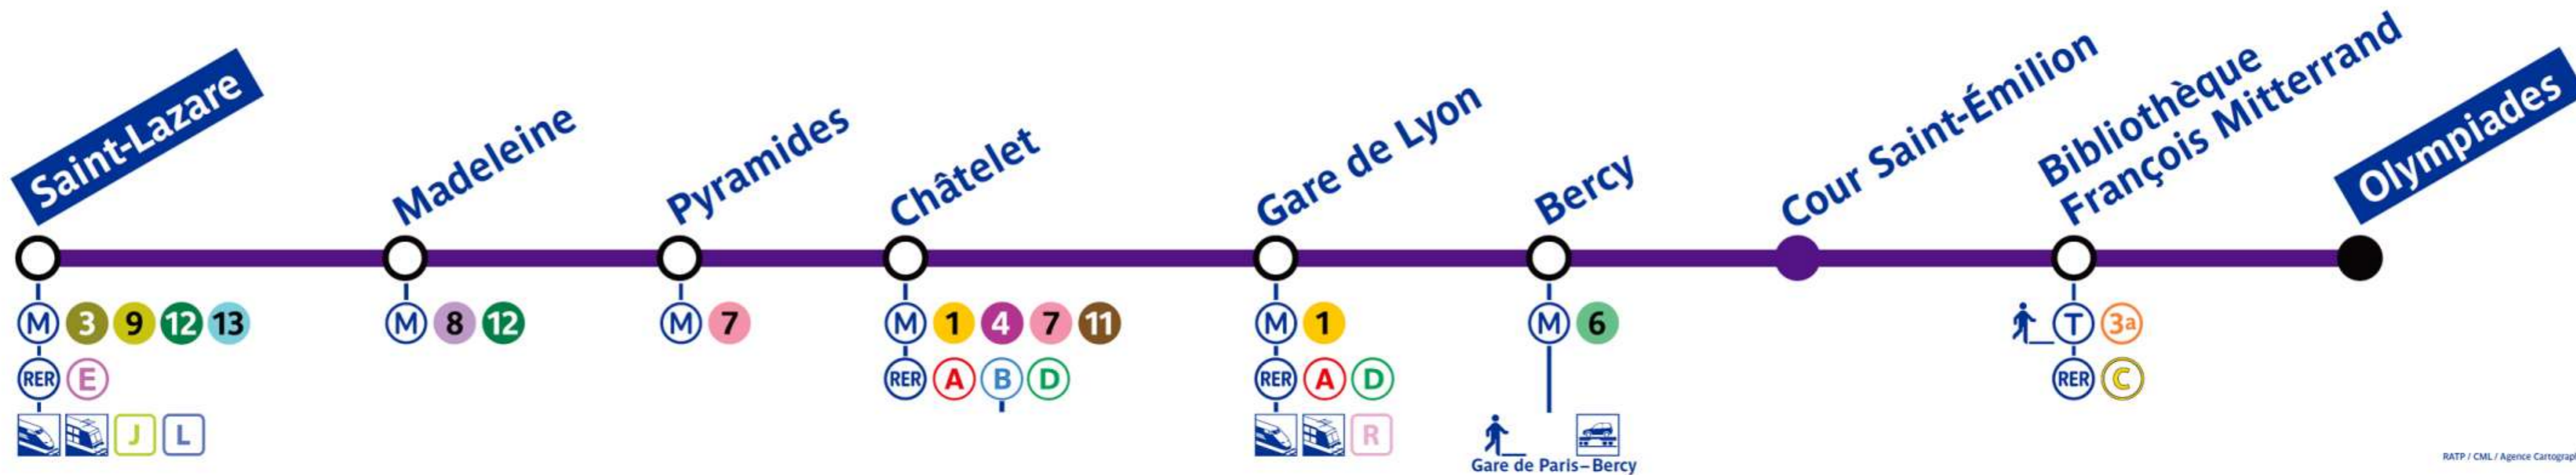 Saint-Lazare
Madeleine
Pyramides
Châtelet
Gare de Lyon
Bercy
Cour Saint-Émilion
Bibliothèque
François Mitterrand
Olympiades
M 3 9 12 13
RER E
J L
M 8 12
M 7
M 1 4 7 11
RER A B D
M 1
RER A D
R
M 6
Gare de Paris–Bercy
T 3a
RER C
RATP / CML / Agence Cartograph